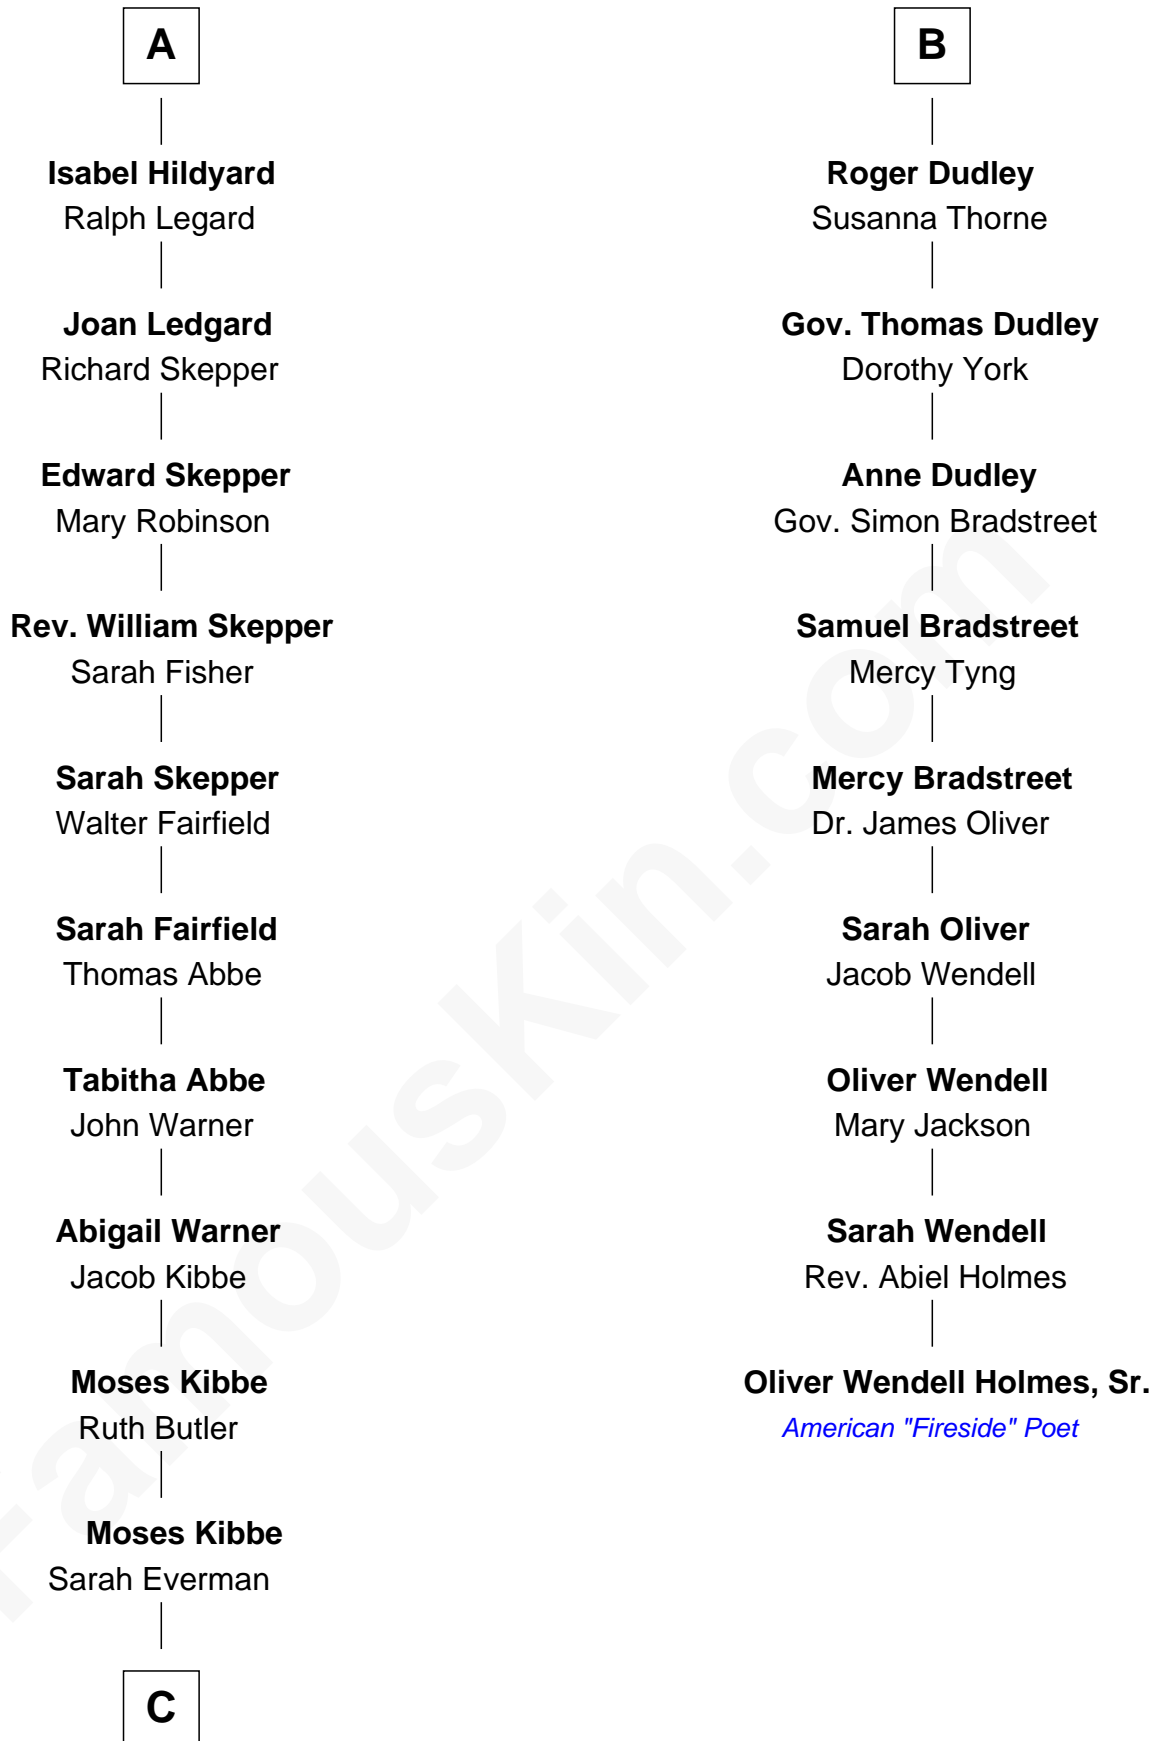 A
Isabel Hildyard
Ralph Legard
Joan Ledgard
Richard Skepper
Edward Skepper
Mary Robinson
Rev. William Skepper
Sarah Fisher
Sarah Skepper
Walter Fairfield
Sarah Fairfield
Thomas Abbe
Tabitha Abbe
John Warner
Abigail Warner
Jacob Kibbe
Moses Kibbe
Ruth Butler
Moses Kibbe
Sarah Everman
C
B
Roger Dudley
Susanna Thorne
Gov. Thomas Dudley
Dorothy York
Anne Dudley
Gov. Simon Bradstreet
Samuel Bradstreet
Mercy Tyng
Mercy Bradstreet
Dr. James Oliver
Sarah Oliver
Jacob Wendell
Oliver Wendell
Mary Jackson
Sarah Wendell
Rev. Abiel Holmes
Oliver Wendell Holmes, Sr.
American "Fireside" Poet
FamousKin.com